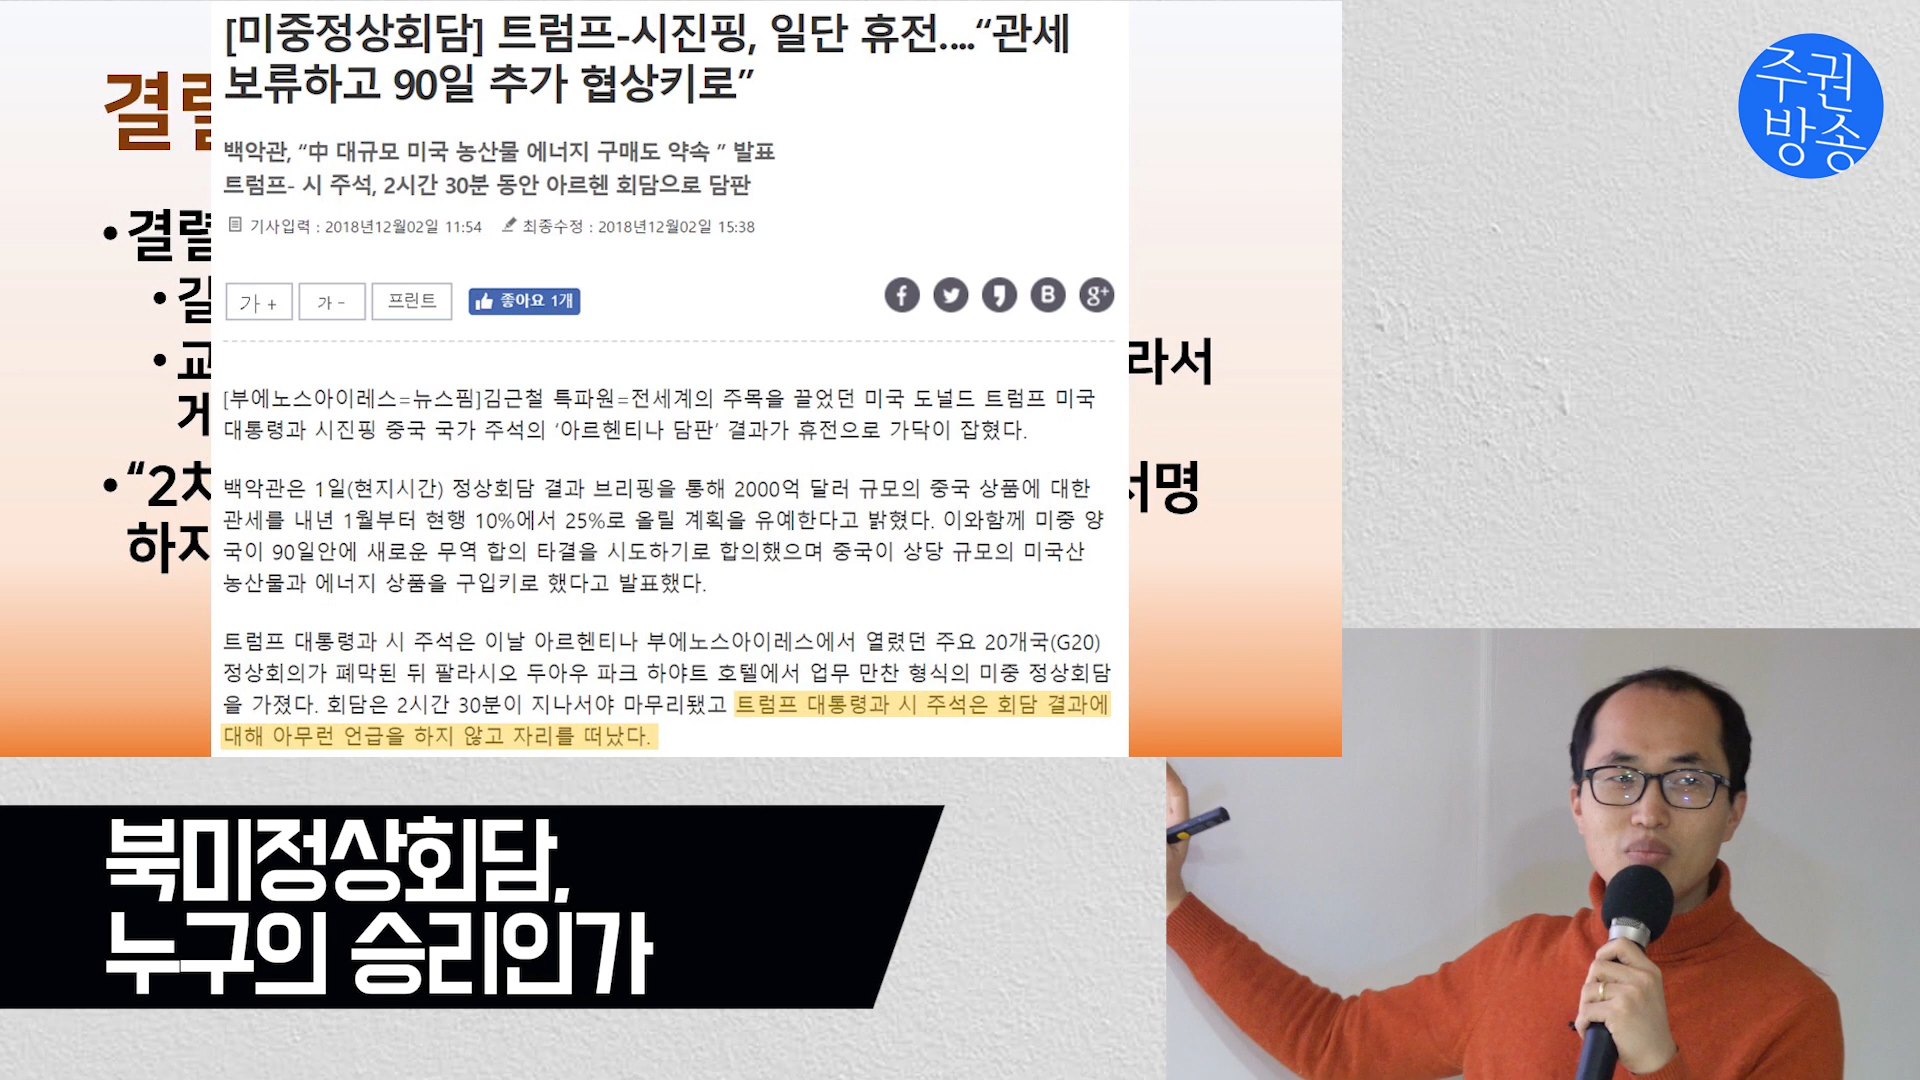 [미중정상회담] 트럼프-시진핑, 일단 휴전....“관세
보류하고 90일 추가 협상키로”
백악관, “中 대규모 미국 농산물 에너지 구매도 약속 ” 발표
트럼프- 시 주석, 2시간 30분 동안 아르헨 회담으로 담판
기사입력 : 2018년12월02일 11:54 최종수정 : 2018년12월02일 15:38
가 + 가 - 프린트 좋아요 1개
B g+
[부에노스아이레스=뉴스핌]김근철 특파원=전세계의 주목을 끌었던 미국 도널드 트럼프 미국
대통령과 시진핑 중국 국가 주석의 ‘아르헨티나 담판’ 결과가 휴전으로 가닥이 잡혔다.
백악관은 1일(현지시간) 정상회담 결과 브리핑을 통해 2000억 달러 규모의 중국 상품에 대한
관세를 내년 1월부터 현행 10%에서 25%로 올릴 계획을 유예한다고 밝혔다. 이와함께 미중 양
국이 90일안에 새로운 무역 합의 타결을 시도하기로 합의했으며 중국이 상당 규모의 미국산
농산물과 에너지 상품을 구입키로 했다고 발표했다.
트럼프 대통령과 시 주석은 이날 아르헨티나 부에노스아이레스에서 열렸던 주요 20개국(G20)
정상회의가 폐막된 뒤 팔라시오 두아우 파크 하야트 호텔에서 업무 만찬 형식의 미중 정상회담
을 가졌다. 회담은 2시간 30분이 지나서야 마무리됐고 트럼프 대통령과 시 주석은 회담 결과에
대해 아무런 언급을 하지 않고 자리를 떠났다.
라서
서명
주권
방송
북미정상회담,
누구의 승리인가